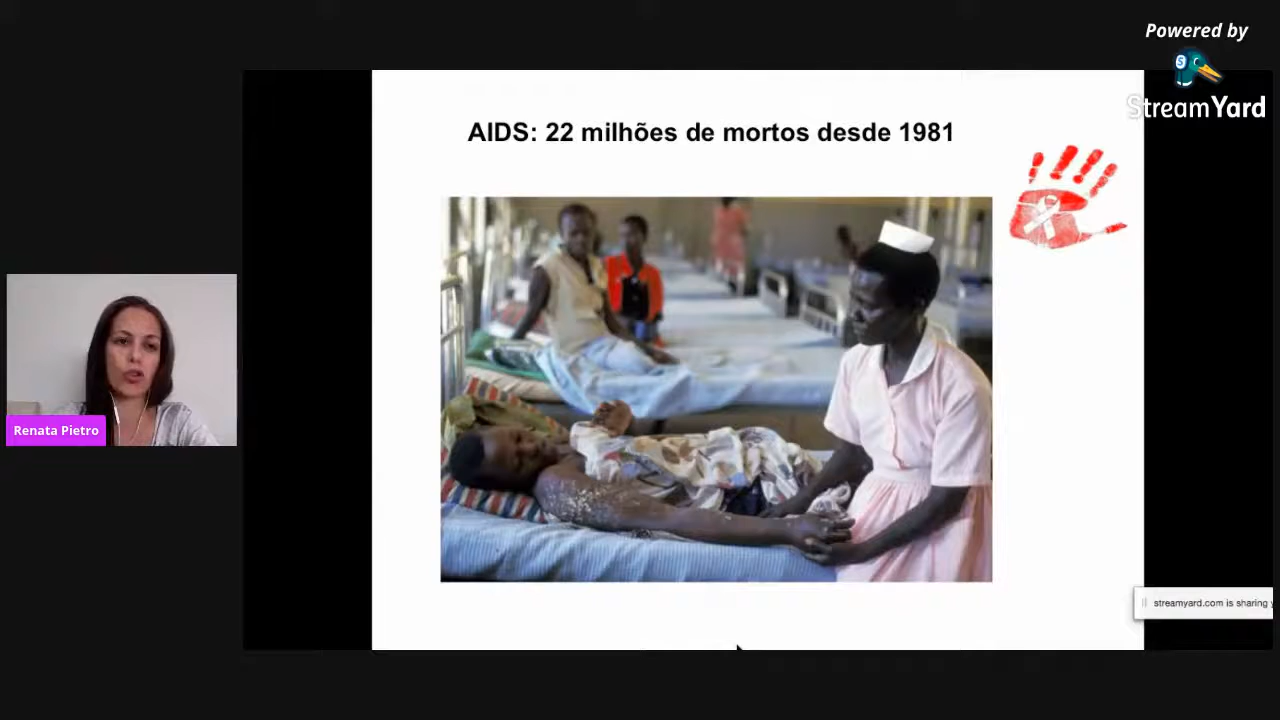 Powered by
StreamYard
AIDS: 22 milhões de mortos desde 1981
Renata Pietro
streamyard.com is sharing